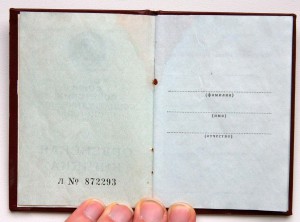 Л № 872293
(фамилия)
(имя)
(отчество)